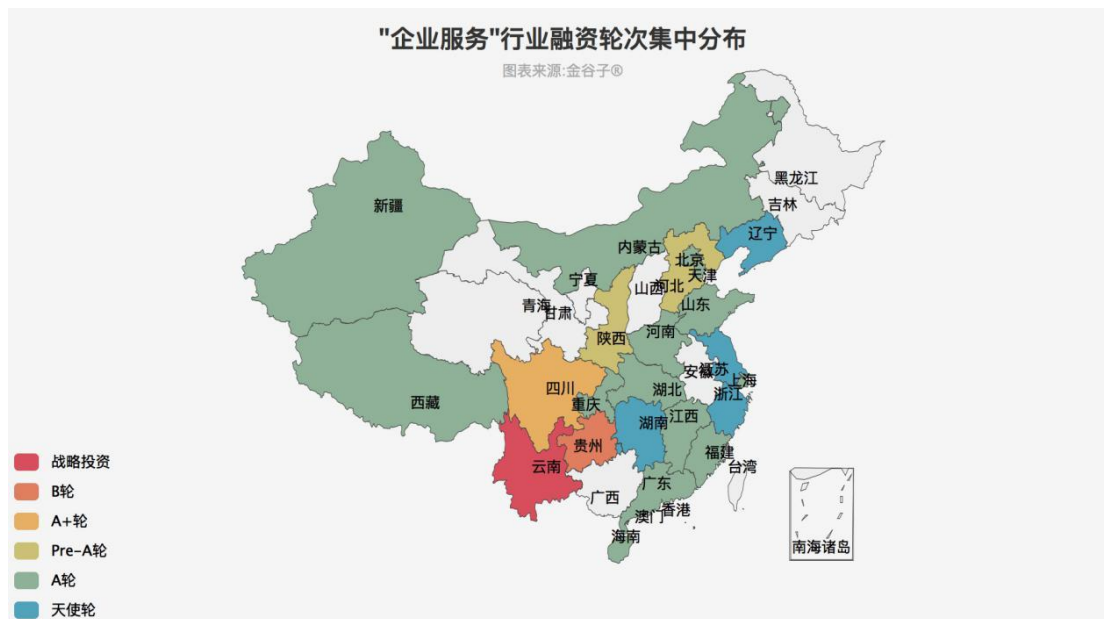 "企业服务"行业融资轮次集中分布
图表来源:金谷子®
黑龙江
吉林
新疆
辽宁
内蒙古
北京
天津
宁夏
山西
河北
青海
甘肃
山东
河南
陕西
安徽
江苏
上海
四川
湖北
浙江
重庆
西藏
江西
湖南
贵州
福建
云南
台湾
广东
广西
香港
澳门
海南
南海诸岛
战略投资
B轮
A+轮
Pre-A轮
A轮
天使轮